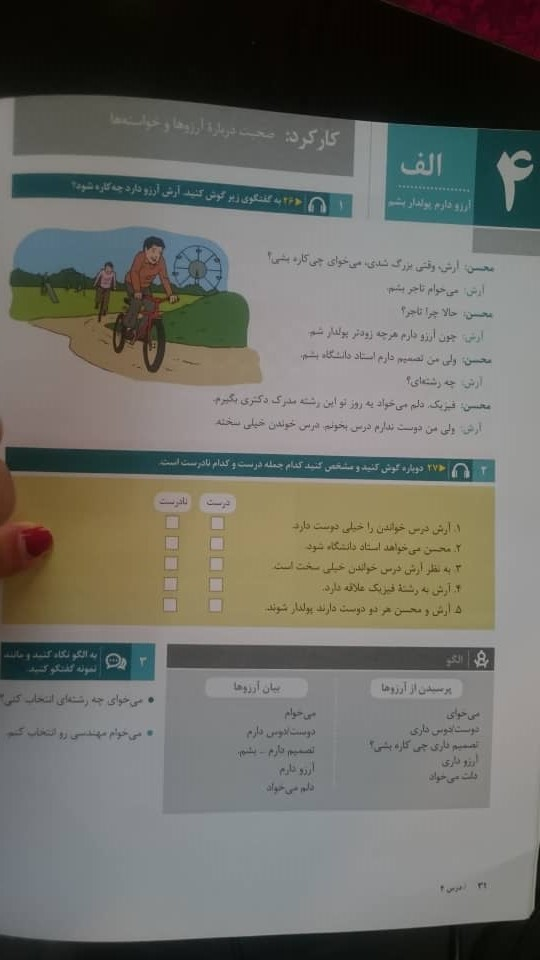 ۴
الف
آرزو دارم پولدار بشم
کارکرد: صحبت دربارهٔ آرزوها و خواسته‌ها
۱ ۲۶ به گفتگوی زیر گوش کنید. آرش آرزو دارد چه‌کاره شود؟
محسن: آرش، وقتی بزرگ شدی، می‌خوای چی‌کاره بشی؟
آرش: می‌خوام تاجر بشم.
محسن: حالا چرا تاجر؟
آرش: چون آرزو دارم هرچه زودتر پولدار شم.
محسن: ولی من تصمیم دارم استاد دانشگاه بشم.
آرش: چه رشته‌ای؟
محسن: فیزیک. دلم می‌خواد یه روز تو این رشته مدرک دکتری بگیرم.
آرش: ولی من دوست ندارم درس بخونم. درس خوندن خیلی سخته.
۲ ۲۷ دوباره گوش کنید و مشخص کنید کدام جمله درست و کدام نادرست است.
درست نادرست
۱. آرش درس خواندن را خیلی دوست دارد.
۲. محسن می‌خواهد استاد دانشگاه شود.
۳. به نظر آرش درس خواندن خیلی سخت است.
۴. آرش به رشتهٔ فیزیک علاقه دارد.
۵. آرش و محسن هر دو دوست دارند پولدار شوند.
الگو
پرسیدن از آرزوها
می‌خوای
دوست/دوس داری
تصمیم داری چی کاره بشی؟
آرزو داری
دلت می‌خواد
بیان آرزوها
می‌خوام
دوست/دوس دارم
تصمیم دارم .. بشم.
آرزو دارم
دلم می‌خواد
۳ به الگو نگاه کنید و مانند
نمونه گفتگو کنید.
• می‌خوای چه رشته‌ای انتخاب کنی؟
• می‌خوام مهندسی رو انتخاب کنم.
۳۱ / درس ۴